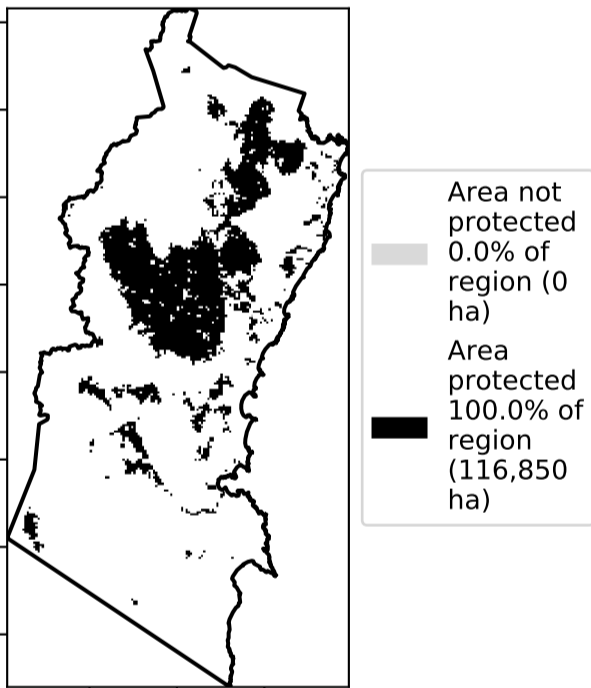 Area not
protected
0.0% of
region (0
ha)
Area
protected
100.0% of
region
(116,850
ha)